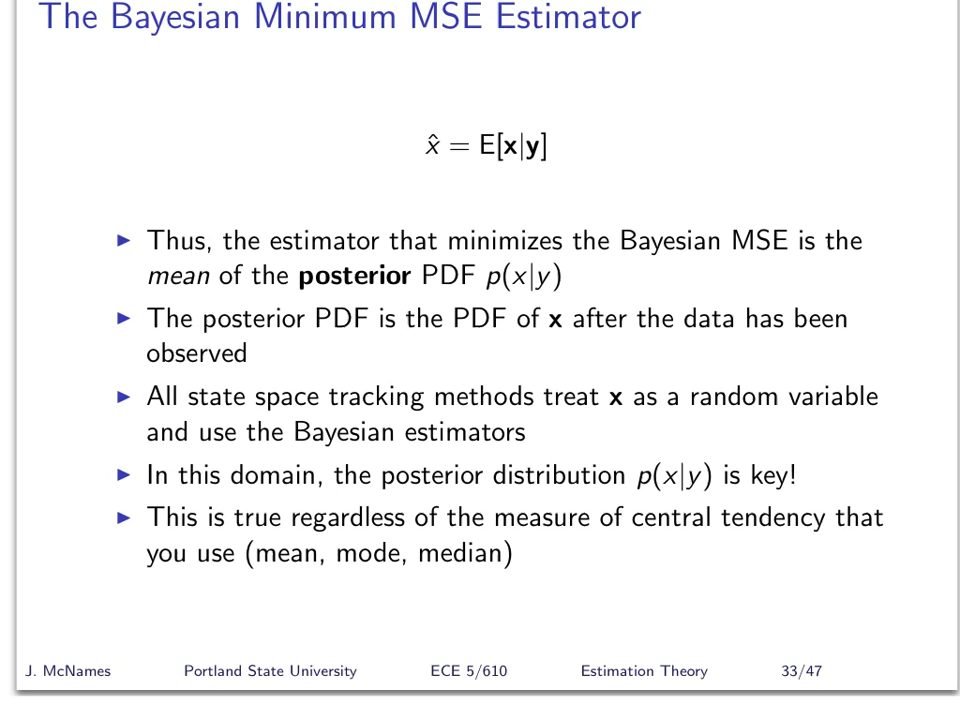 The Bayesian Minimum MSE Estimator
x̂ = E[x|y]
▶ Thus, the estimator that minimizes the Bayesian MSE is the
mean of the posterior PDF p(x|y)
▶ The posterior PDF is the PDF of x after the data has been
observed
▶ All state space tracking methods treat x as a random variable
and use the Bayesian estimators
▶ In this domain, the posterior distribution p(x|y) is key!
▶ This is true regardless of the measure of central tendency that
you use (mean, mode, median)
J. McNames Portland State University ECE 5/610 Estimation Theory 33/47